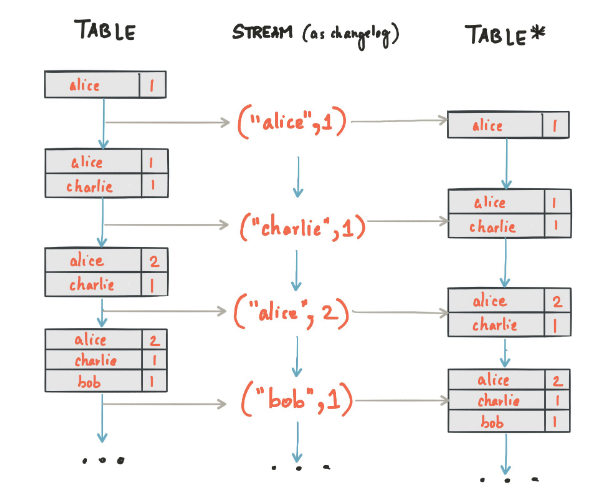 TABLE
STREAM (as changelog)
TABLE*
alice 1
("alice",1)
alice 1
alice 1
charlie 1
("charlie",1)
alice 1
charlie 1
alice 2
charlie 1
("alice", 2)
alice 2
charlie 1
alice 2
charlie 1
bob 1
("bob",1)
alice 2
charlie 1
bob 1
...
...
...